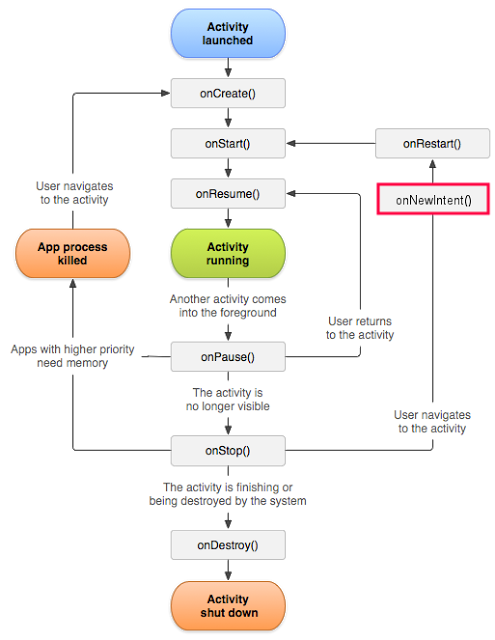 Activity
launched
onCreate()
onStart()
onRestart()
User navigates
to the activity
onResume()
onNewIntent()
App process
killed
Activity
running
Another activity comes
into the foreground
User returns
to the activity
Apps with higher priority
need memory
onPause()
The activity is
no longer visible
User navigates
to the activity
onStop()
The activity is finishing or
being destroyed by the system
onDestroy()
Activity
shut down